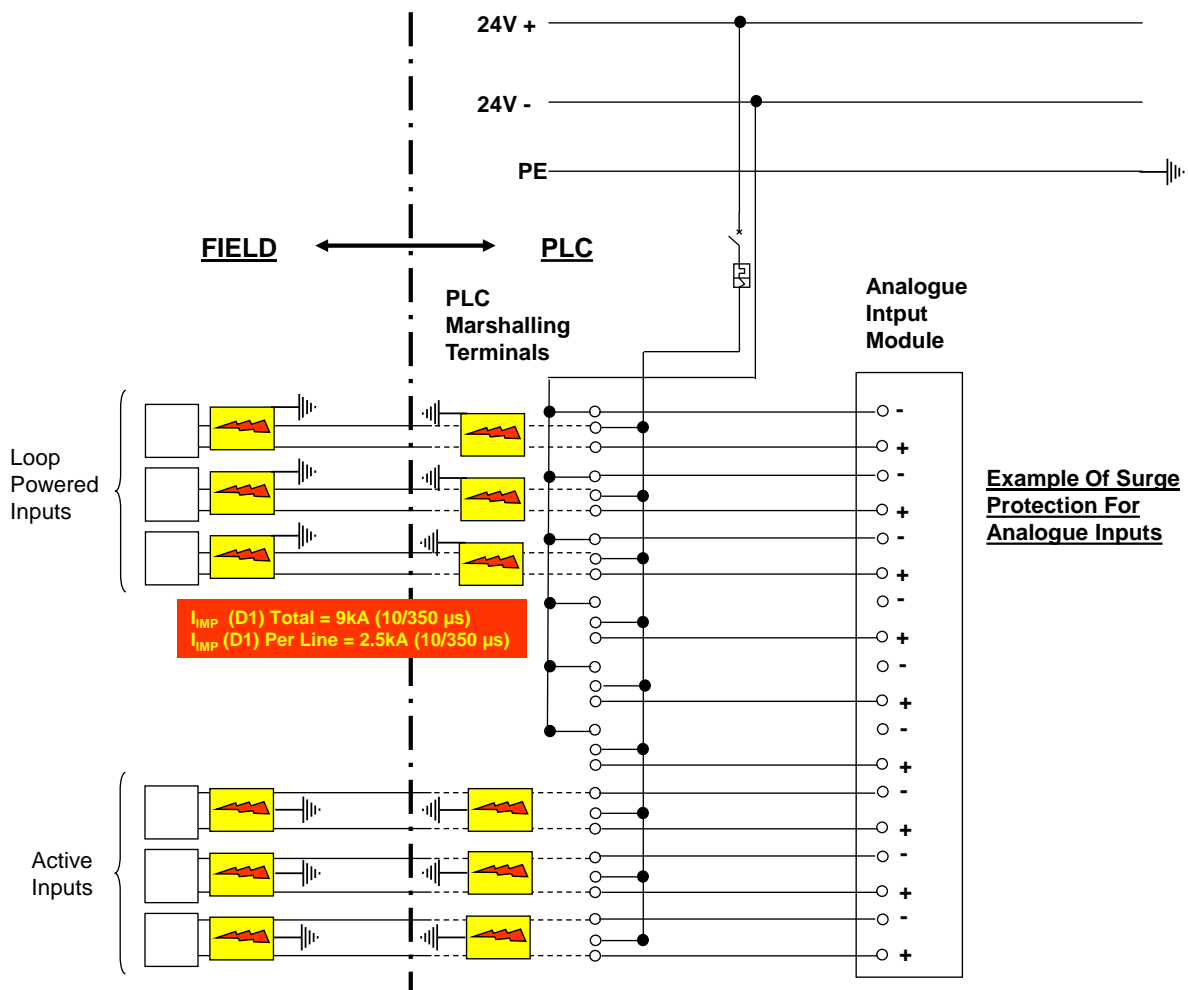 24V +
24V -
PE
FIELD
PLC
PLC
Marshalling
Terminals
Analogue
Intput
Module
Loop
Powered
Inputs
Example Of Surge
Protection For
Analogue Inputs
IIMP (D1) Total = 9kA (10/350 µs)
IIMP (D1) Per Line = 2.5kA (10/350 µs)
Active
Inputs
-
+
-
+
-
+
-
+
-
+
-
+
-
+
-
+
-
+